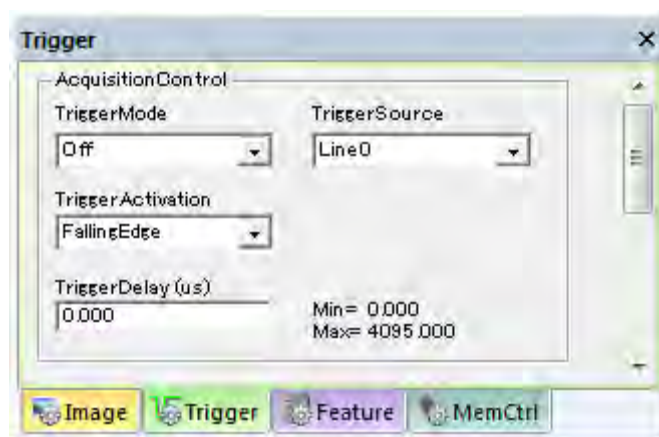 Trigger
AcquisitionControl
TriggerMode TriggerSource
Off Line0
TriggerActivation
FallingEdge
TriggerDelay (us)
0.000 Min= 0.000
Max= 4095.000
Image Trigger Feature MemCtrl